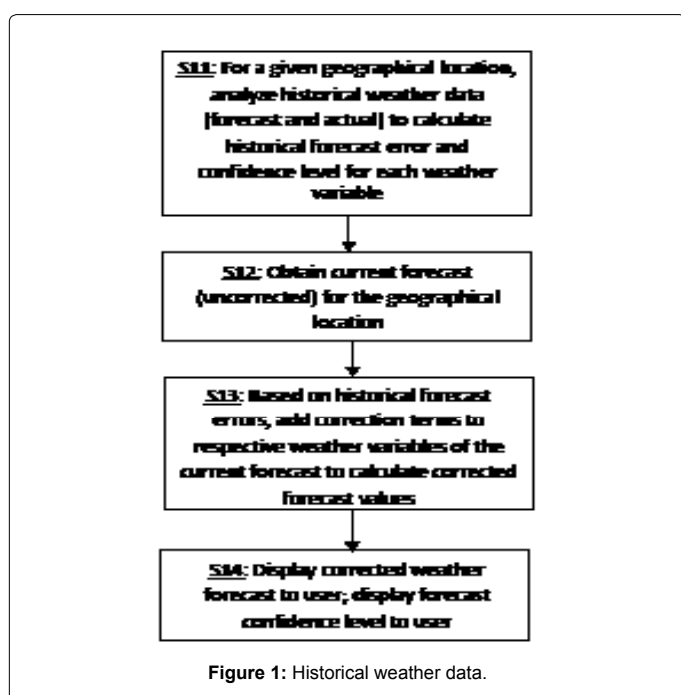 S11: For a given geographical location,
analyze historical weather data
(forecast and actual) to calculate
historical forecast error and
confidence level for each weather
variable
S12: Obtain current forecast
(uncorrected) for the geographical
location
S13: Based on historical forecast
errors, add correction terms to
respective weather variables of the
current forecast to calculate corrected
forecast values
S14: Display corrected weather
forecast to user; display forecast
confidence level to user
Figure 1: Historical weather data.